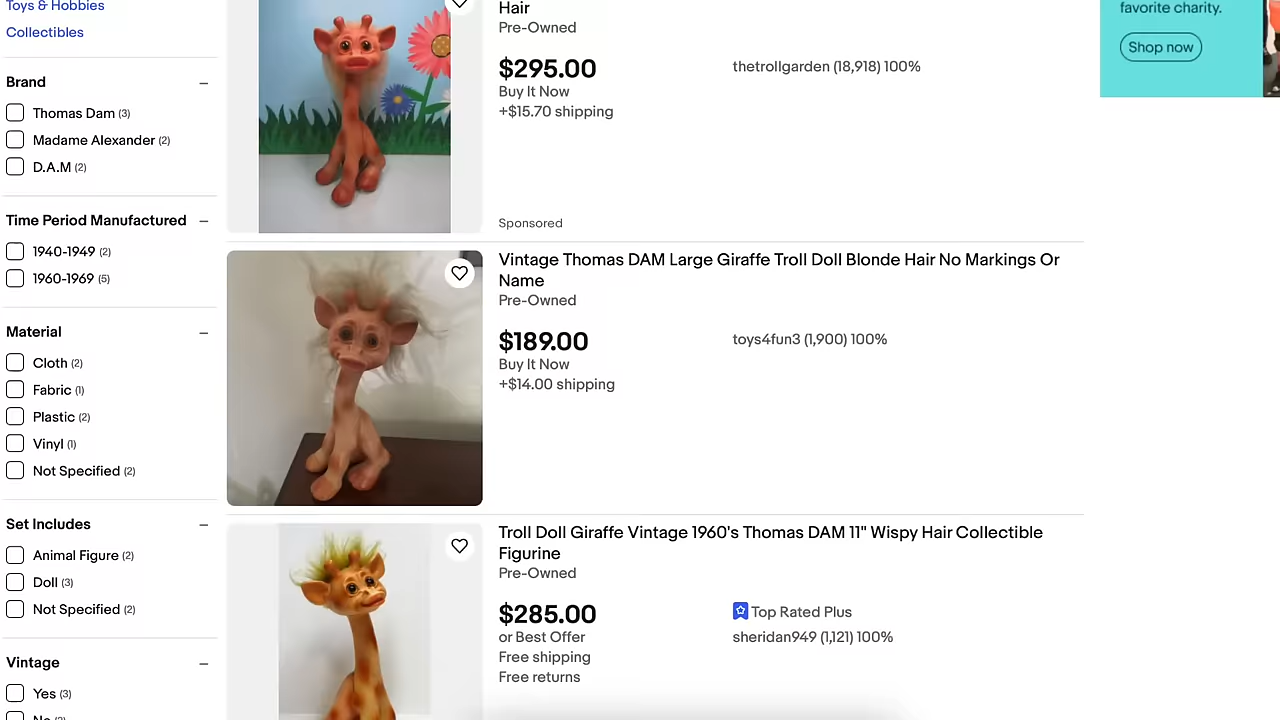 Toys & Hobbies
Collectibles
Brand
Thomas Dam (3)
Madame Alexander (2)
D.A.M (2)
Time Period Manufactured
1940-1949 (2)
1960-1969 (5)
Material
Cloth (2)
Fabric (1)
Plastic (2)
Vinyl (1)
Not Specified (2)
Set Includes
Animal Figure (2)
Doll (3)
Not Specified (2)
Vintage
Yes (3)
Hair
Pre-Owned
$295.00
Buy It Now
+$15.70 shipping
thetrollgarden (18,918) 100%
Sponsored
Vintage Thomas DAM Large Giraffe Troll Doll Blonde Hair No Markings Or
Name
Pre-Owned
$189.00
Buy It Now
+$14.00 shipping
toys4fun3 (1,900) 100%
Troll Doll Giraffe Vintage 1960's Thomas DAM 11" Wispy Hair Collectible
Figurine
Pre-Owned
$285.00
or Best Offer
Free shipping
Free returns
Top Rated Plus
sheridan949 (1,121) 100%
favorite charity.
Shop now